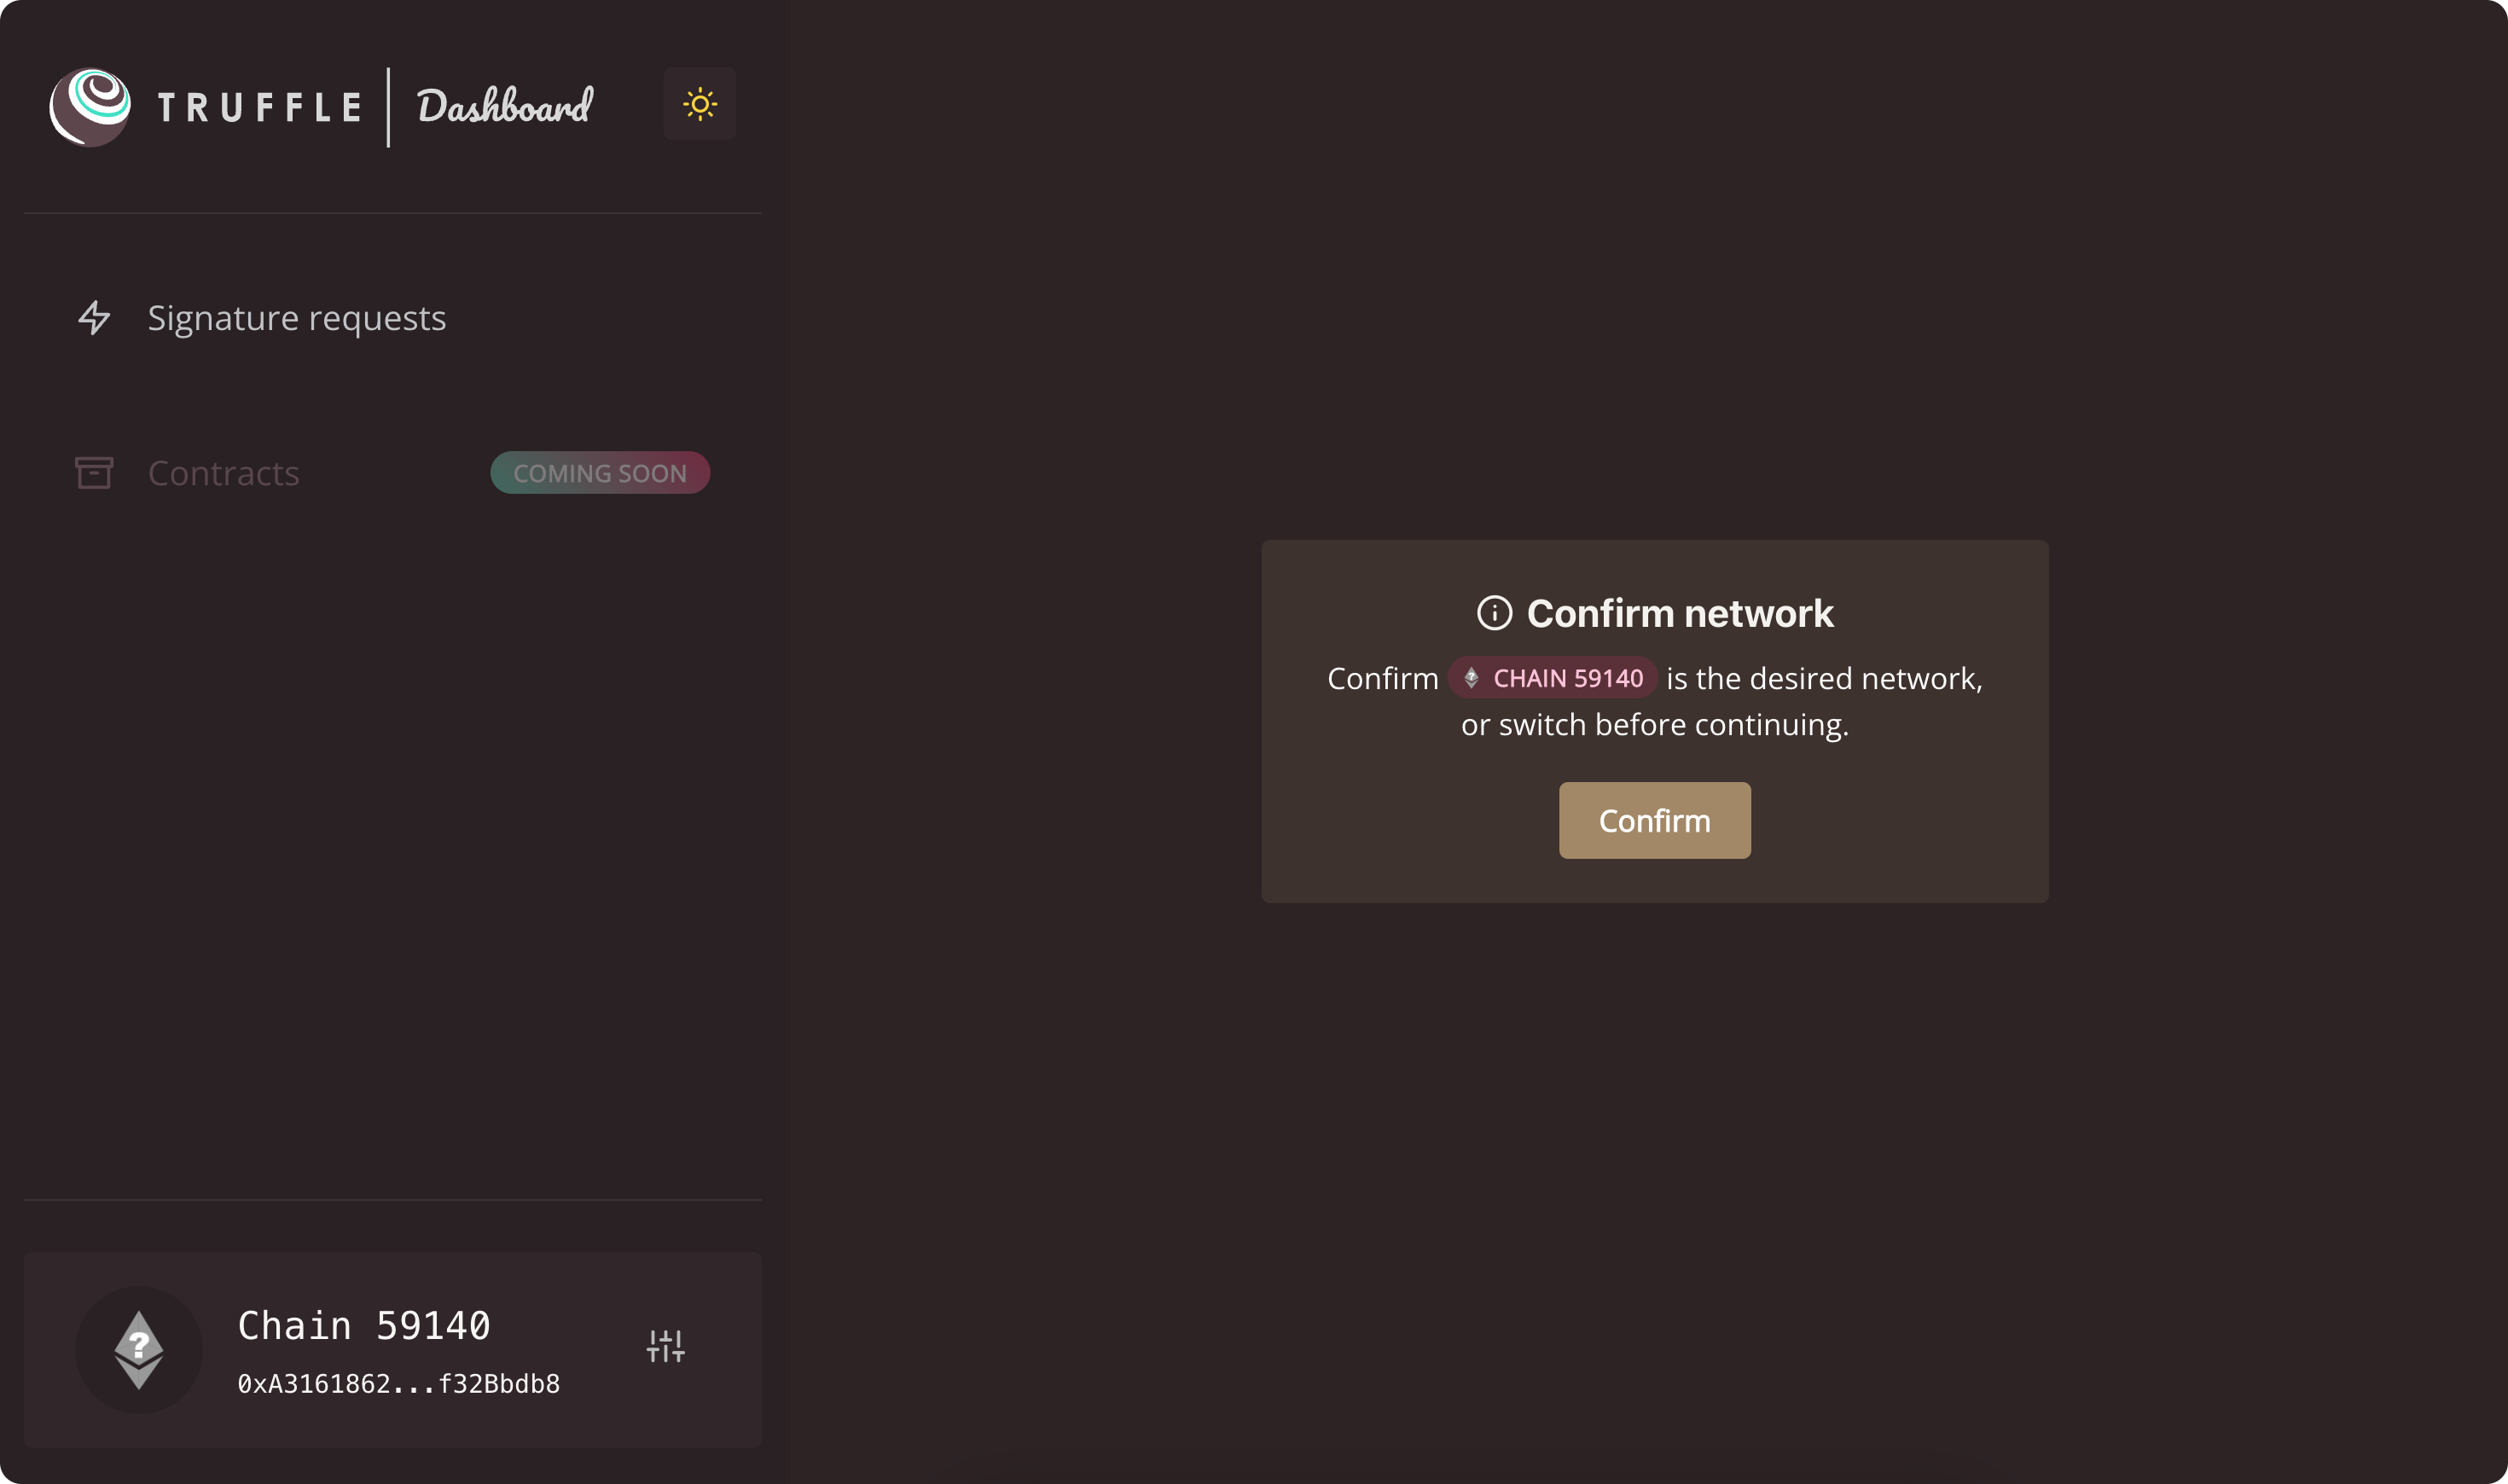 TRUFFLE Dashboard
Signature requests
Contracts COMING SOON
Confirm network
Confirm CHAIN 59140 is the desired network,
or switch before continuing.
Confirm
Chain 59140
0xA3161862...f32Bbdb8